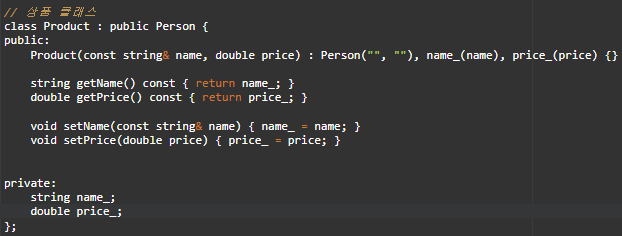 // 상품 클래스
class Product : public Person {
public:
    Product(const string& name, double price) : Person("", ""), name_(name), price_(price) {}
    string getName() const { return name_; }
    double getPrice() const { return price_; }
    void setName(const string& name) { name_ = name; }
    void setPrice(double price) { price_ = price; }
private:
    string name_;
    double price_;
};